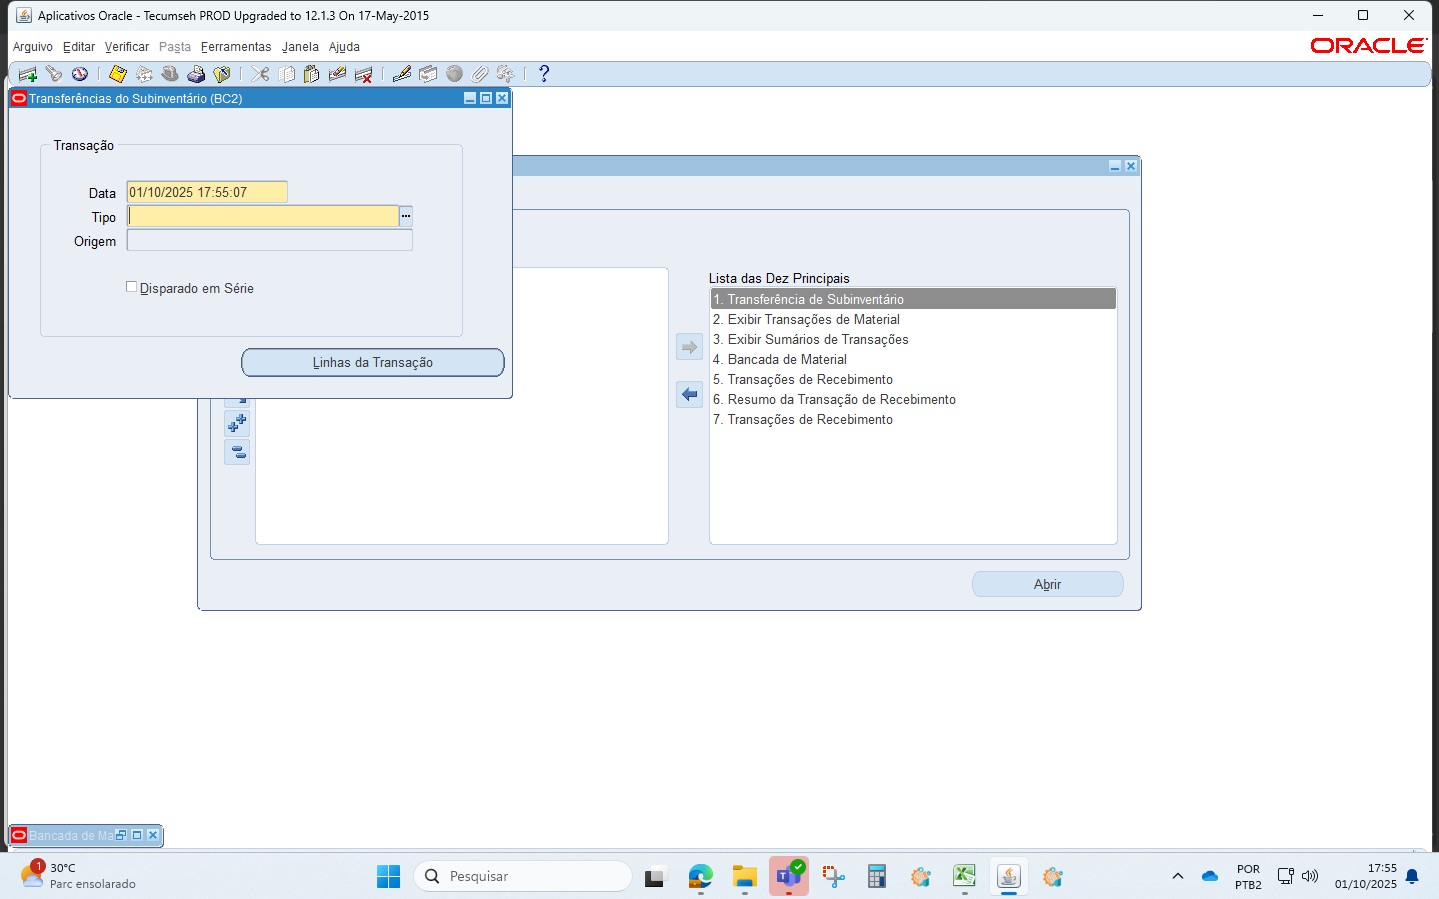 Aplicativos Oracle - Tecumseh PROD Upgraded to 12.1.3 On 17-May-2015
Arquivo Editar Verificar Pasta Ferramentas Janela Ajuda
ORACLE
Transferências do Subinventário (BC2)
Transação
Data 01/10/2025 17:55:07
Tipo
Origem
Disparado em Série
Linhas da Transação
Lista das Dez Principais
1. Transferência de Subinventário
2. Exibir Transações de Material
3. Exibir Sumários de Transações
4. Bancada de Material
5. Transações de Recebimento
6. Resumo da Transação de Recebimento
7. Transações de Recebimento
Abrir
Bancada de Ma
1
30°C
Parc ensolarado
Pesquisar
POR
PTB2
17:55
01/10/2025